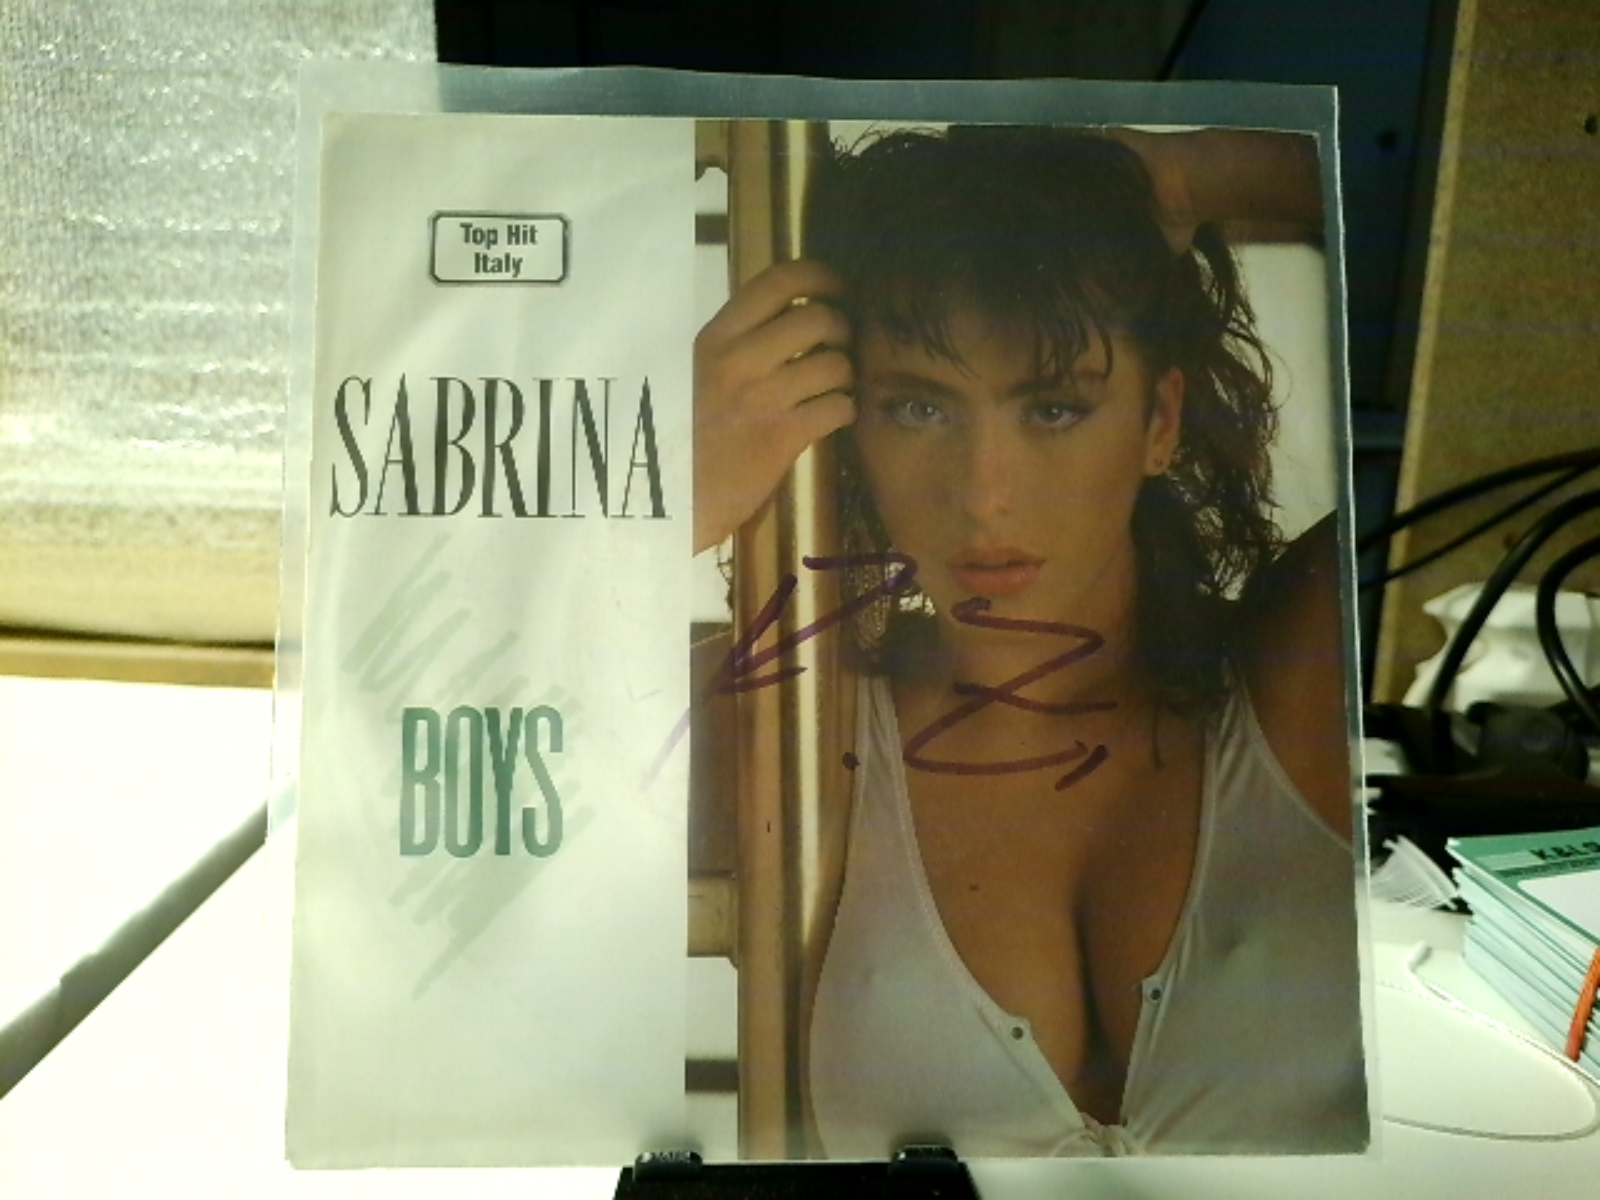 Top Hit
Italy
SABRINA
BOYS